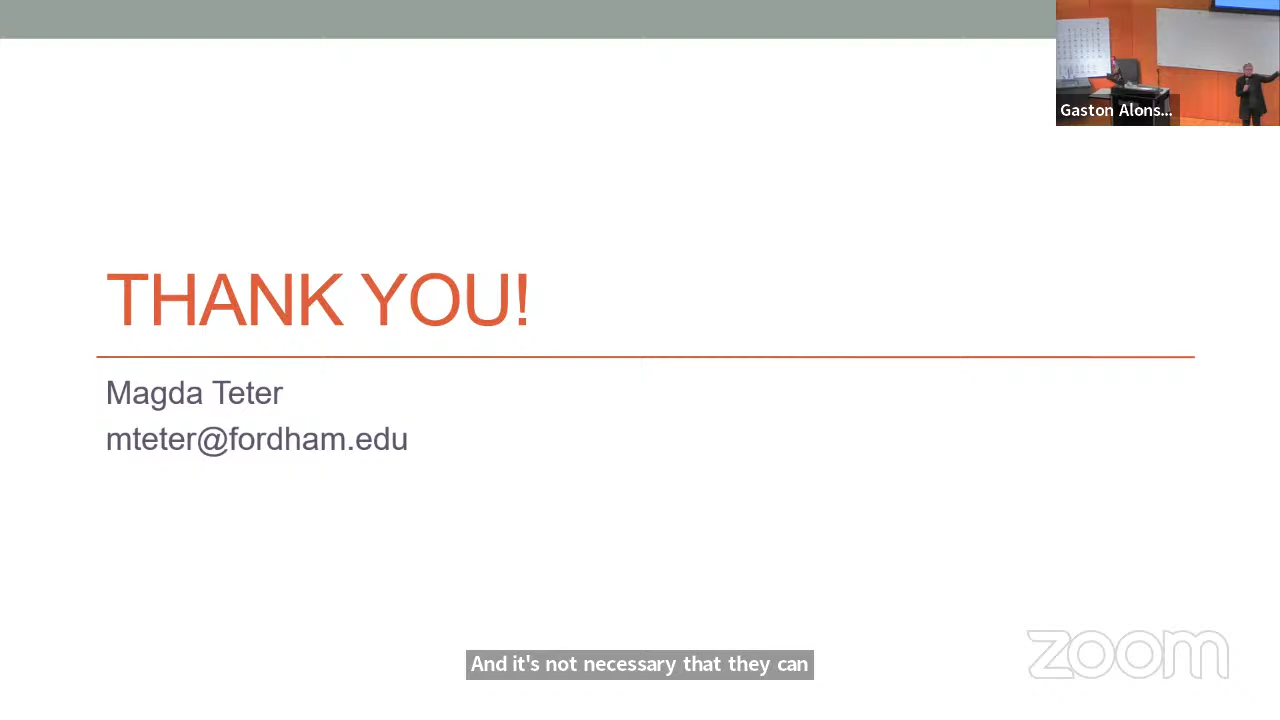 Gaston Alons...
THANK YOU!
Magda Teter
mteter@fordham.edu
And it's not necessary that they can
zoom